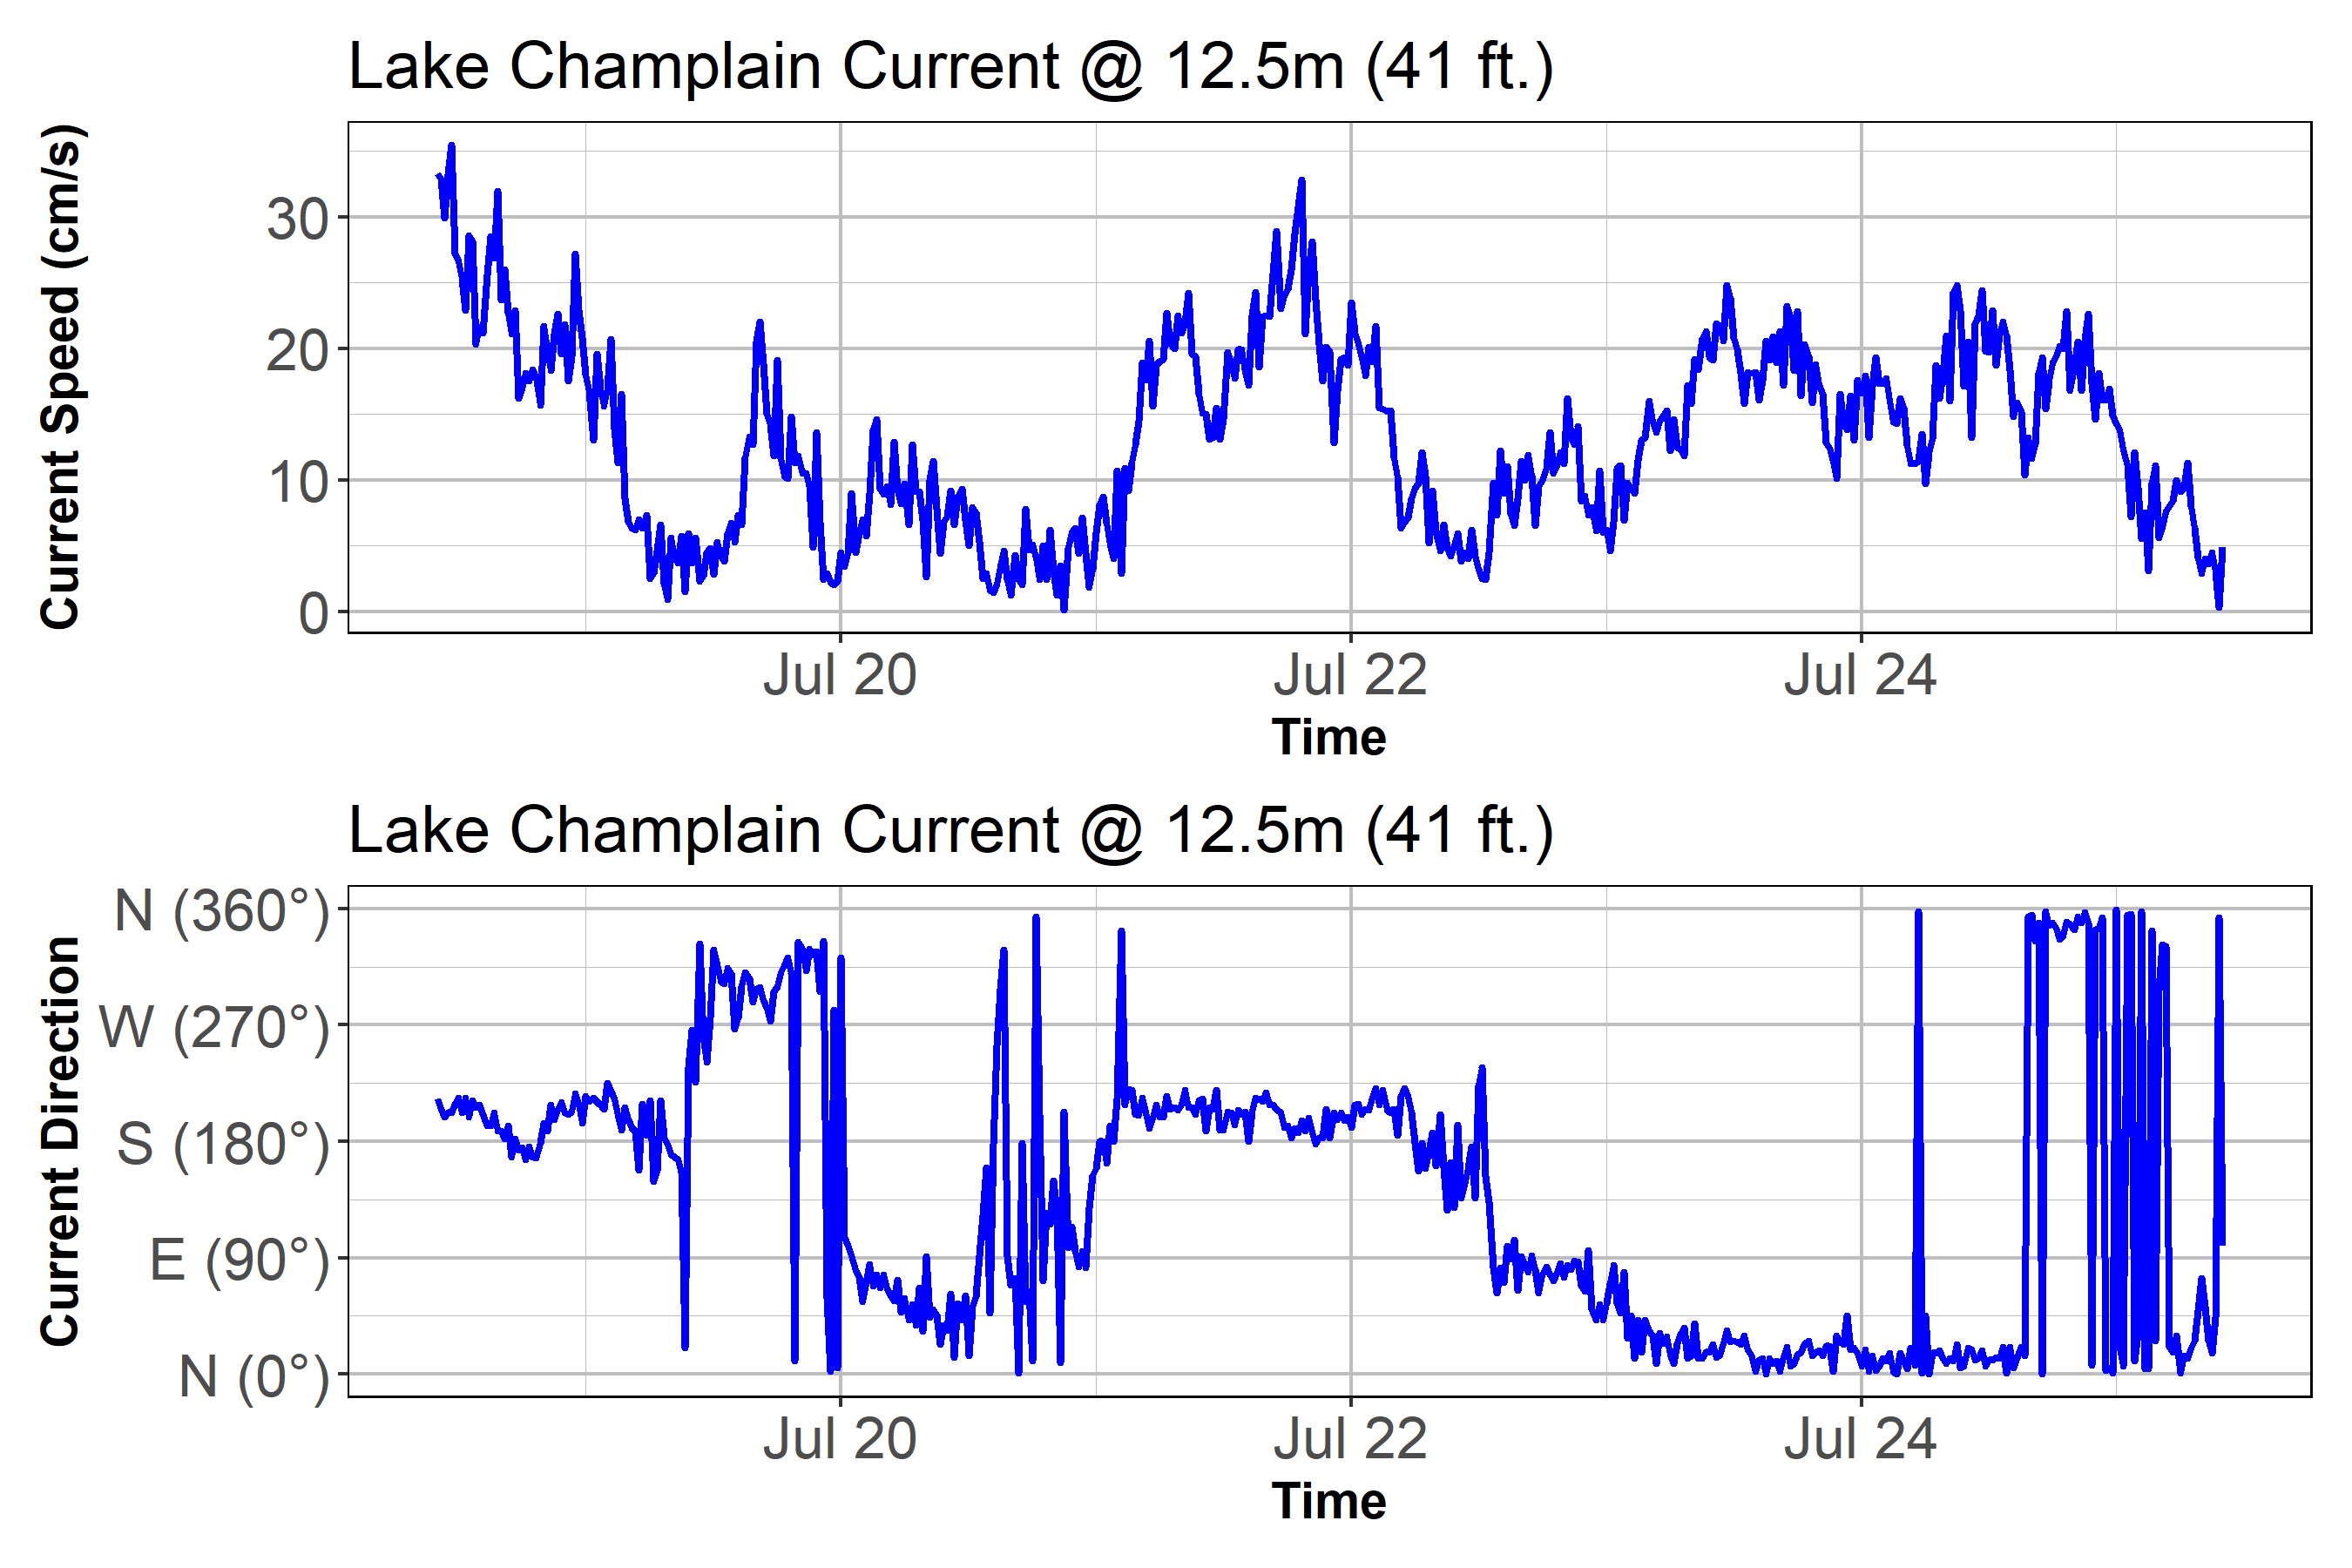 Lake Champlain Current @ 12.5m (41 ft.)
Current Speed (cm/s)
30
20
10
0
Jul 20 Jul 22 Jul 24
Time
Lake Champlain Current @ 12.5m (41 ft.)
Current Direction
N (360°)
W (270°)
S (180°)
E (90°)
N (0°)
Jul 20 Jul 22 Jul 24
Time